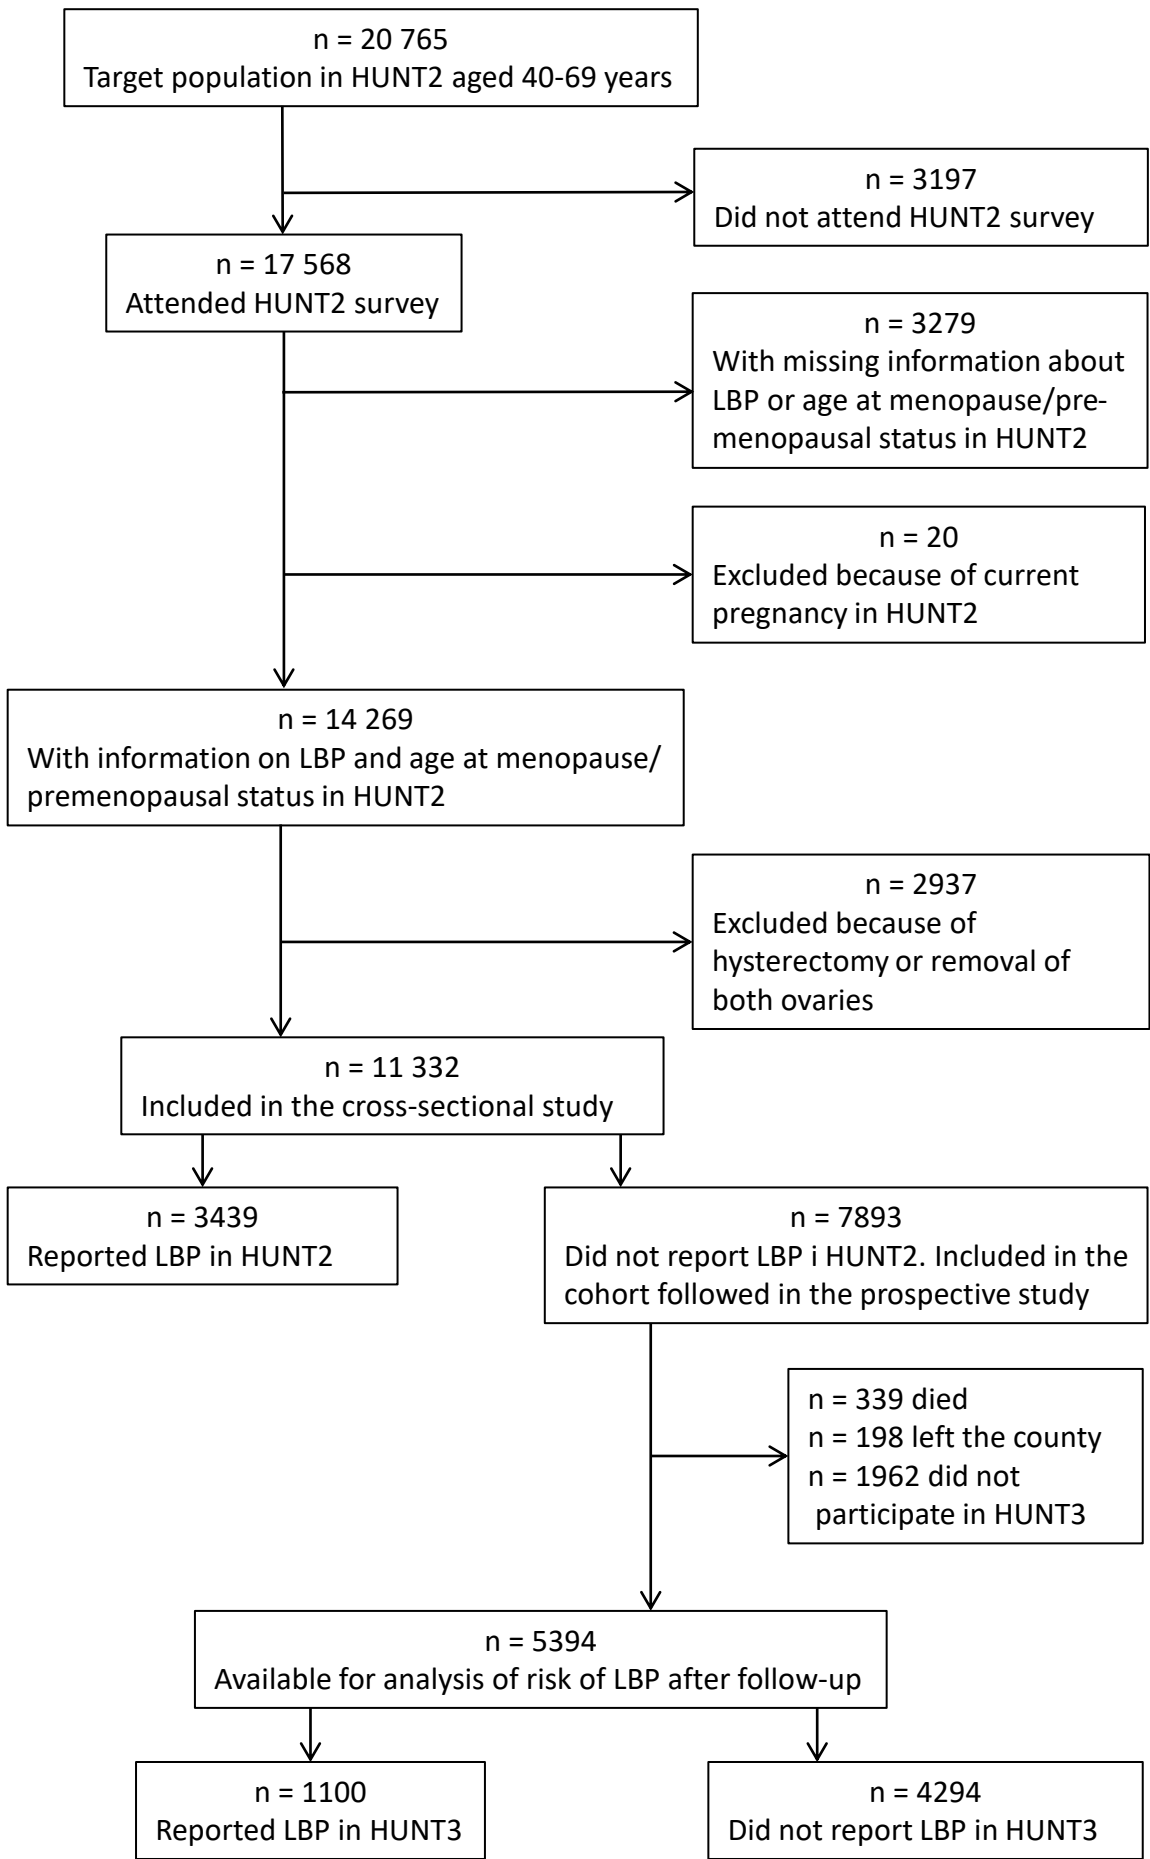 n = 20 765
Target population in HUNT2 aged 40-69 years
n = 3197
Did not attend HUNT2 survey
n = 17 568
Attended HUNT2 survey
n = 3279
With missing information about
LBP or age at menopause/pre-
menopausal status in HUNT2
n = 20
Excluded because of current
pregnancy in HUNT2
n = 14 269
With information on LBP and age at menopause/
premenopausal status in HUNT2
n = 2937
Excluded because of
hysterectomy or removal of
both ovaries
n = 11 332
Included in the cross-sectional study
n = 3439
Reported LBP in HUNT2
n = 7893
Did not report LBP i HUNT2. Included in the
cohort followed in the prospective study
n = 339 died
n = 198 left the county
n = 1962 did not
participate in HUNT3
n = 5394
Available for analysis of risk of LBP after follow-up
n = 1100
Reported LBP in HUNT3
n = 4294
Did not report LBP in HUNT3